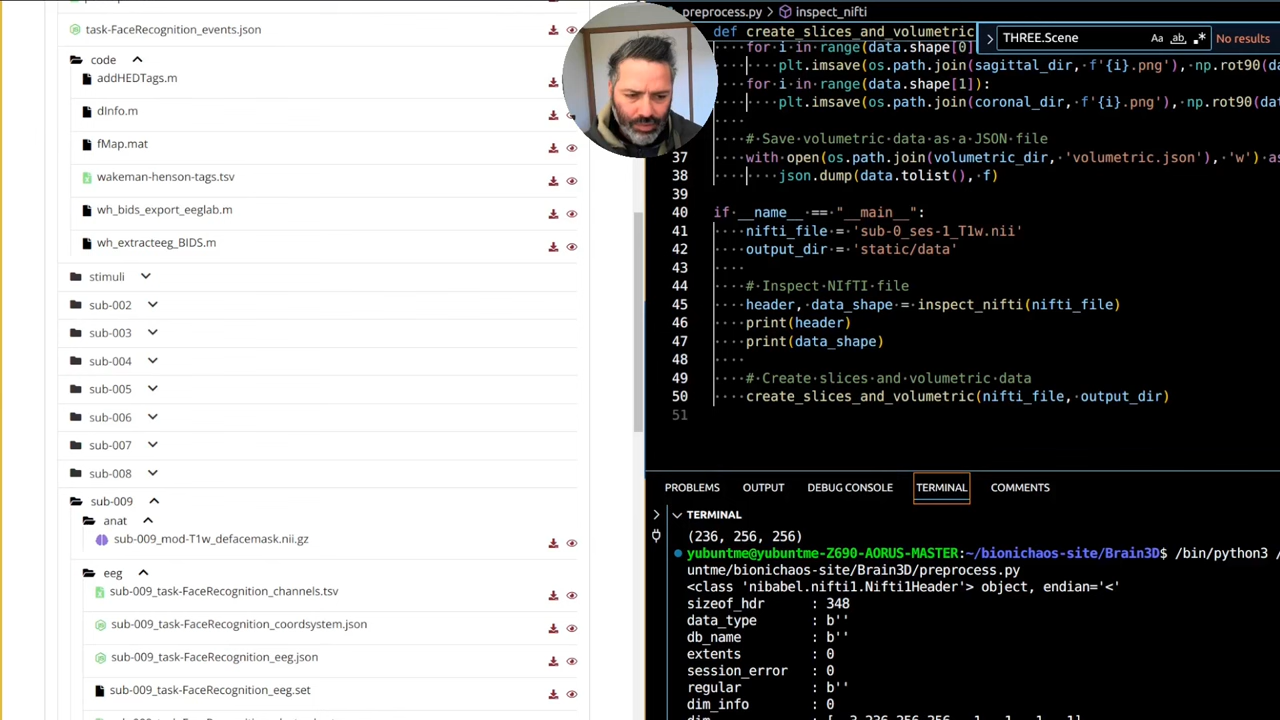 task-FaceRecognition_events.json
code
addHEDTags.m
dInfo.m
fMap.mat
wakeman-henson-tags.tsv
wh_bids_export_eeglab.m
wh_extracteeg_BIDS.m
stimuli
sub-002
sub-003
sub-004
sub-005
sub-006
sub-007
sub-008
sub-009
anat
sub-009_mod-T1w_defacemask.nii.gz
eeg
sub-009_task-FaceRecognition_channels.tsv
sub-009_task-FaceRecognition_coordsystem.json
sub-009_task-FaceRecognition_eeg.json
sub-009_task-FaceRecognition_eeg.set
preprocess.py > inspect_nifti
THREE.Scene Aa ab .* No results
def create_slices_and_volumetric
for i in range(data.shape[0]
plt.imsave(os.path.join(sagittal_dir, f'{i}.png'), np.rot90(da
for i in range(data.shape[1]):
plt.imsave(os.path.join(coronal_dir, f'{i}.png'), np.rot90(dat
# Save volumetric data as a JSON file
37 with open(os.path.join(volumetric_dir, 'volumetric.json'), 'w') as
38 json.dump(data.tolist(), f)
39
40 if __name__ == "__main__":
41 nifti_file = 'sub-0_ses-1_T1w.nii'
42 output_dir = 'static/data'
43
44 # Inspect NIfTI file
45 header, data_shape = inspect_nifti(nifti_file)
46 print(header)
47 print(data_shape)
48
49 # Create slices and volumetric data
50 create_slices_and_volumetric(nifti_file, output_dir)
51
PROBLEMS OUTPUT DEBUG CONSOLE TERMINAL COMMENTS
TERMINAL
(236, 256, 256)
yubuntme@yubuntme-Z690-AORUS-MASTER:~/bionichaos-site/Brain3D$ /bin/python3 /
untme/bionichaos-site/Brain3D/preprocess.py
<class 'nibabel.nifti1.Nifti1Header'> object, endian='<'
sizeof_hdr : 348
data_type : b''
db_name : b''
extents : 0
session_error : 0
regular : b''
dim_info : 0